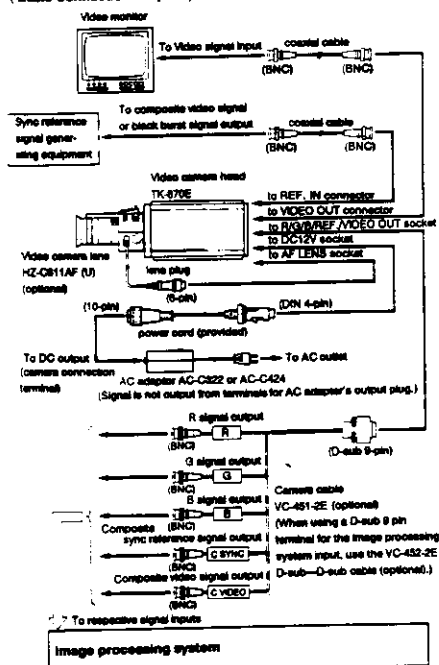 Video monitor
To Video signal input
coaxial cable
(BNC)
(BNC)
To composite video signal
or black burst signal output
coaxial cable
(BNC)
(BNC)
Sync reference
signal gener-
ating equipment
Video camera head
TK-870E
to REF. IN connector
to VIDEO OUT connector
to R/G/B/REF./VIDEO OUT socket
to DC12V socket
to AF LENS socket
Video camera lens
HZ-C811AF (U)
(optional)
lens plug
(6-pin)
(10-pin)
(DIN 4-pin)
power cord (provided)
To DC output
(camera connection
terminal)
To AC outlet
AC adaptor AC-C322 or AC-C424
(Signal is not output from terminals for AC adapter's output plug.)
R signal output
R
(BNC)
(D-sub 9-pin)
G signal output
G
(BNC)
B signal output
B
(BNC)
Camera cable
VC-451-2E (optional)
(When using a D-sub 9 pin
terminal for the image processing
system input, use the VC-452-2E
D-sub—D-sub cable (optional).)
Composite
sync reference signal output
C SYNC
(BNC)
Composite video signal output
C VIDEO
(BNC)
To respective signal inputs
Image processing system